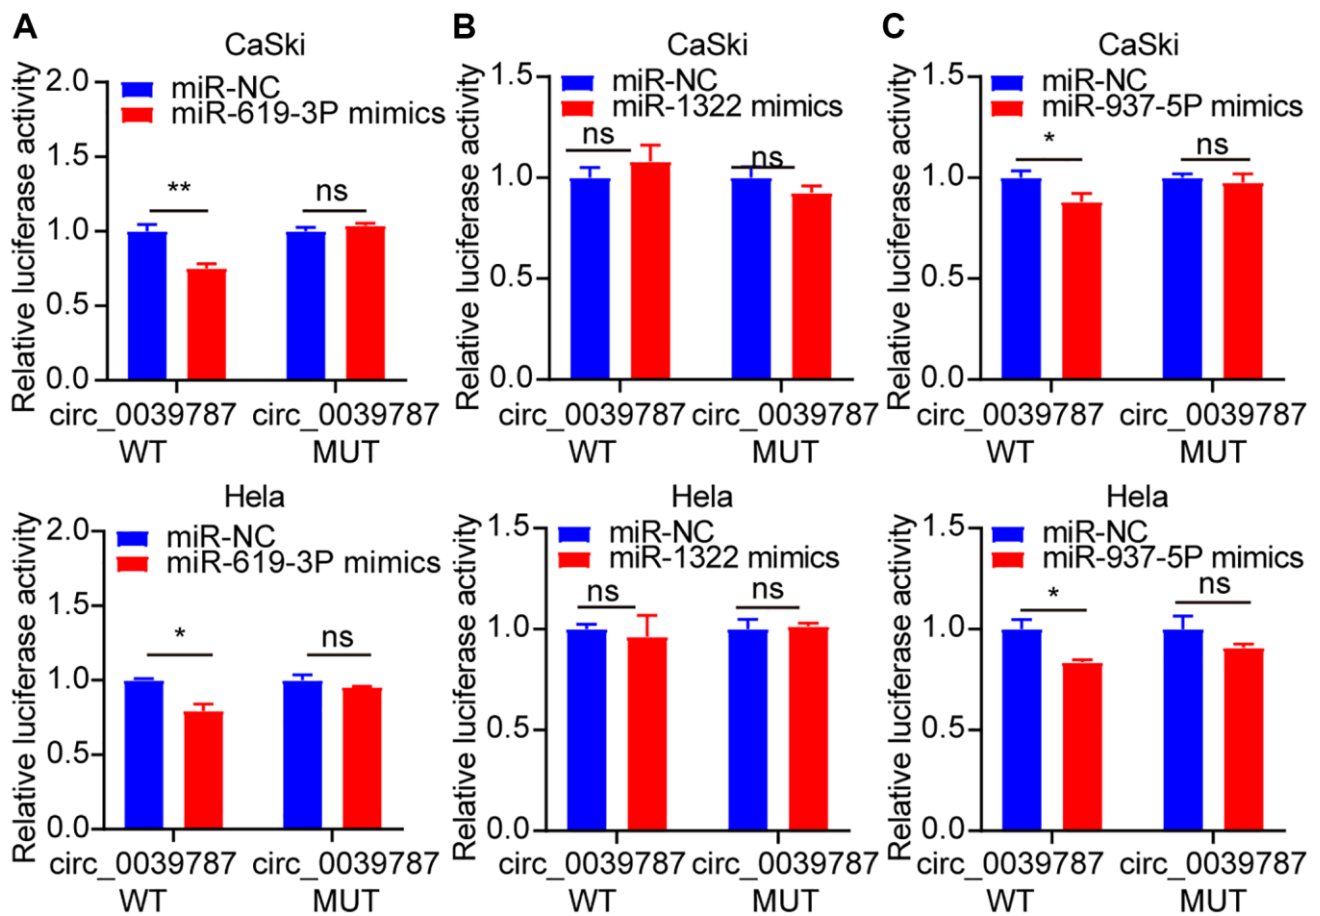 A
CaSki
Relative luciferase activity
2.0
1.5
1.0
0.5
0.0
miR-NC
miR-619-3P mimics
**
ns
circ_0039787
WT
circ_0039787
MUT
B
CaSki
Relative luciferase activity
1.5
1.0
0.5
0.0
miR-NC
miR-1322 mimics
ns
ns
circ_0039787
WT
circ_0039787
MUT
C
CaSki
Relative luciferase activity
1.5
1.0
0.5
0.0
miR-NC
miR-937-5P mimics
*
ns
circ_0039787
WT
circ_0039787
MUT
Hela
Relative luciferase activity
2.0
1.5
1.0
0.5
0.0
miR-NC
miR-619-3P mimics
*
ns
circ_0039787
WT
circ_0039787
MUT
Hela
Relative luciferase activity
1.5
1.0
0.5
0.0
miR-NC
miR-1322 mimics
ns
ns
circ_0039787
WT
circ_0039787
MUT
Hela
Relative luciferase activity
1.5
1.0
0.5
0.0
miR-NC
miR-937-5P mimics
*
ns
circ_0039787
WT
circ_0039787
MUT